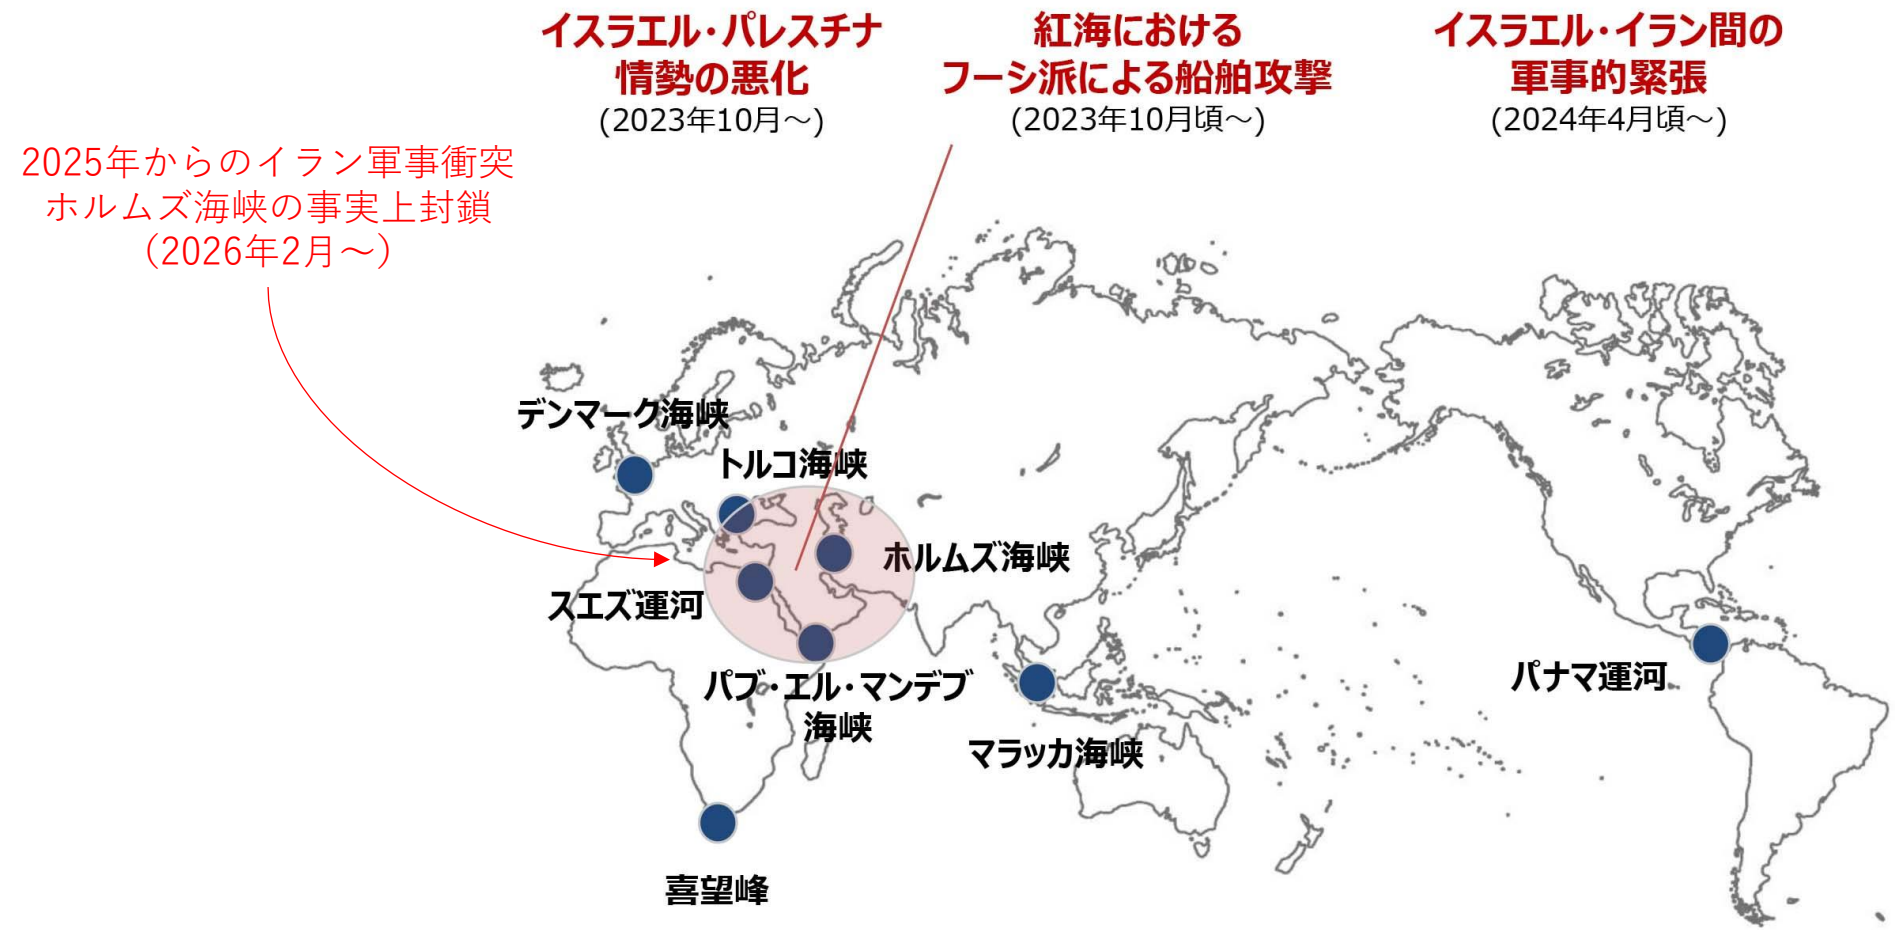 イスラエル・パレスチナ
情勢の悪化
(2023年10月～)
紅海における
フーシ派による船舶攻撃
(2023年10月頃～)
イスラエル・イラン間の
軍事的緊張
(2024年4月頃～)
2025年からのイラン軍事衝突
ホルムズ海峡の事実上封鎖
（2026年2月～）
デンマーク海峡
トルコ海峡
ホルムズ海峡
スエズ運河
パブ・エル・マンデブ
海峡
マラッカ海峡
パナマ運河
喜望峰